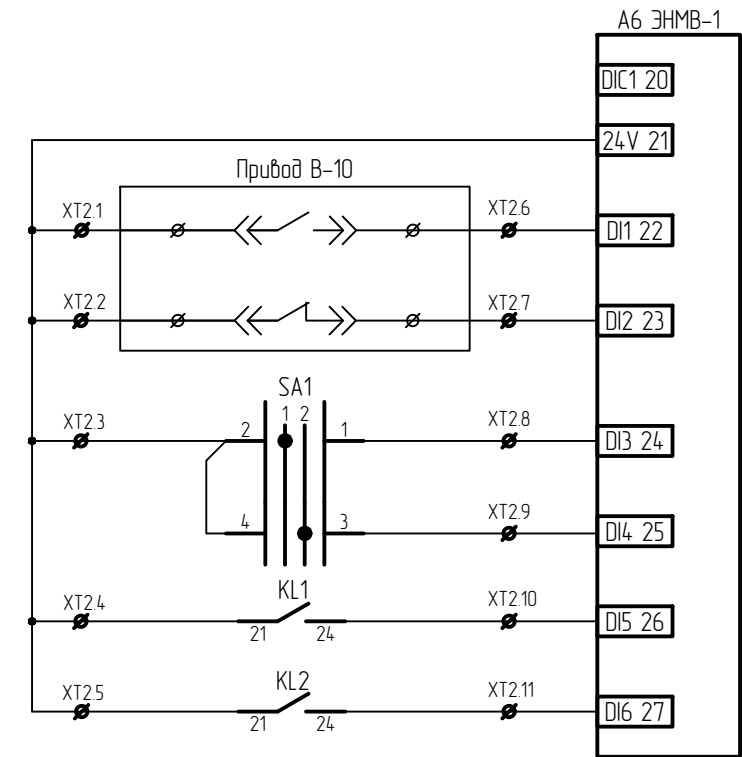 А6 ЭНМВ-1
DIC1 20
24V 21
Привод В-10
XT2.1
XT2.6
DI1 22
XT2.2
XT2.7
DI2 23
SA1
XT2.3
2
1 2
1
XT2.8
DI3 24
4
3
XT2.9
DI4 25
KL1
XT2.4
21
24
XT2.10
DI5 26
KL2
XT2.5
21
24
XT2.11
DI6 27